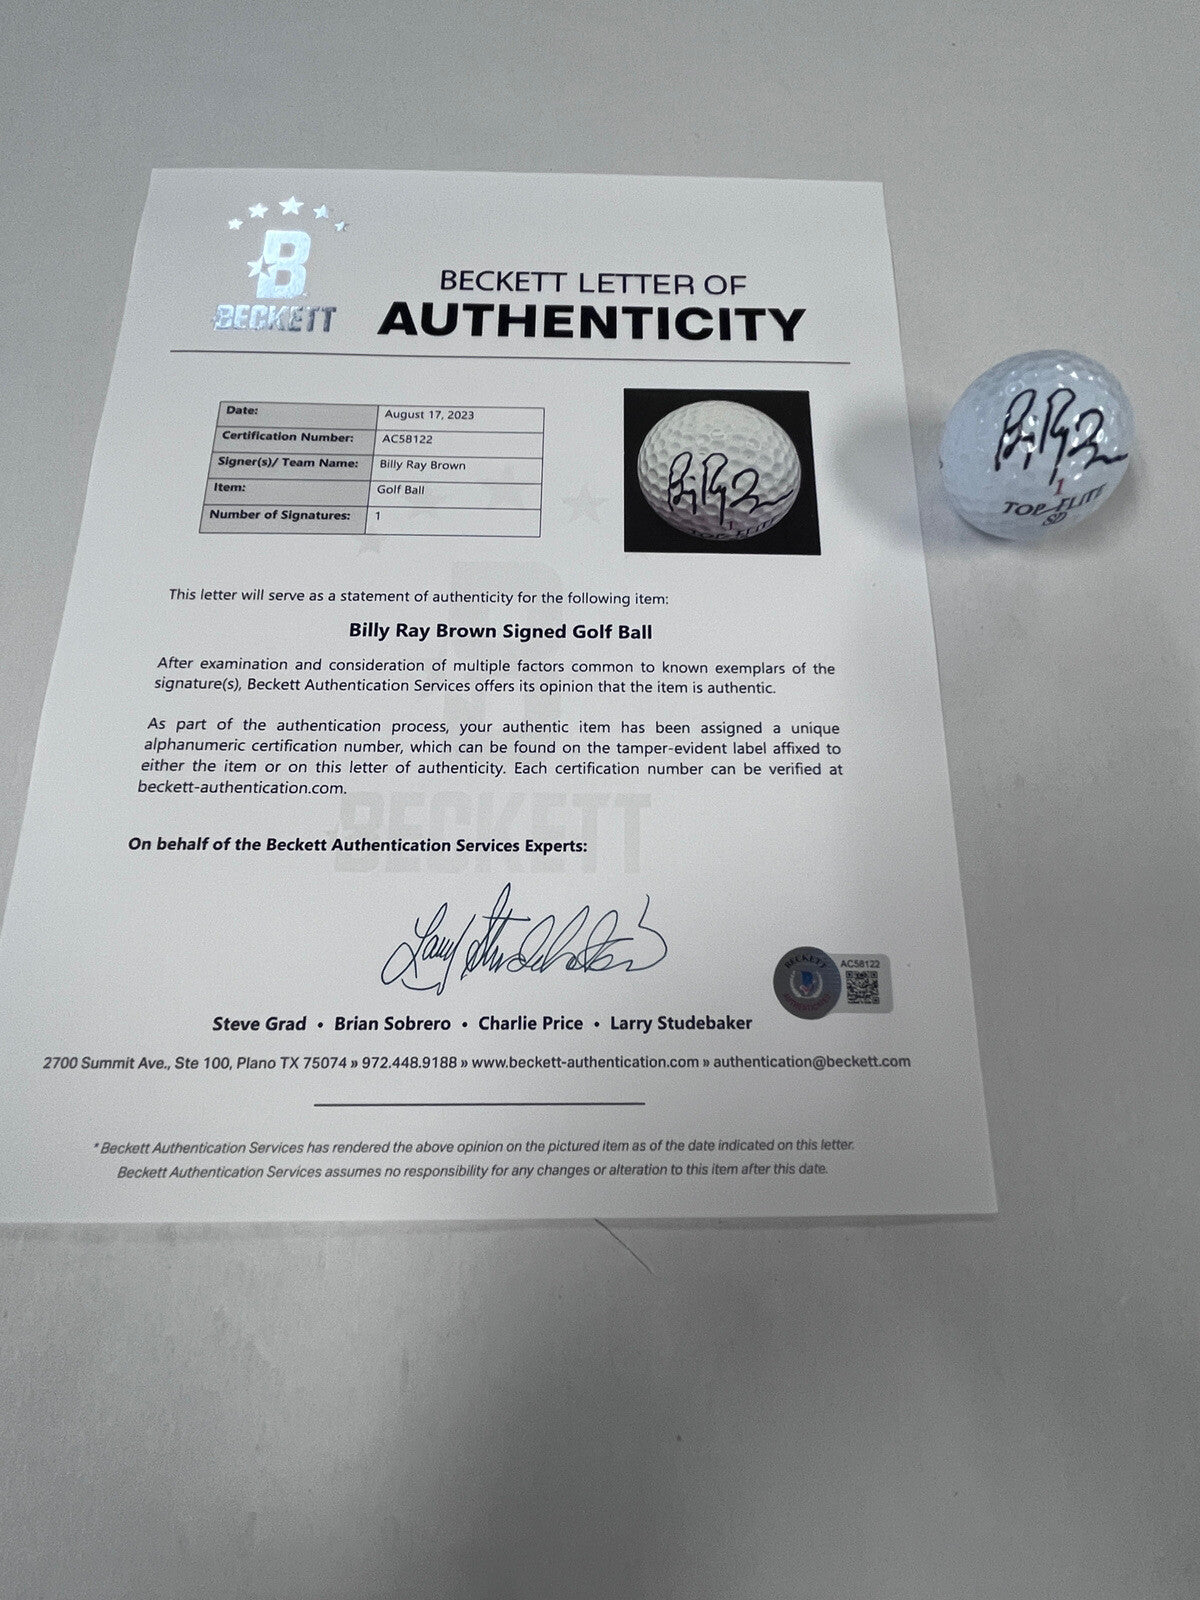 BECKETT
BECKETT LETTER OF
AUTHENTICITY
Date: August 17, 2023
Certification Number: AC58122
Signer(s)/ Team Name: Billy Ray Brown
Item: Golf Ball
Number of Signatures: 1
1
TOP FLITE
This letter will serve as a statement of authenticity for the following item:
Billy Ray Brown Signed Golf Ball
After examination and consideration of multiple factors common to known exemplars of the
signature(s), Beckett Authentication Services offers its opinion that the item is authentic.
As part of the authentication process, your authentic item has been assigned a unique
alphanumeric certification number, which can be found on the tamper-evident label affixed to
either the item or on this letter of authenticity. Each certification number can be verified at
beckett-authentication.com.
BECKETT
On behalf of the Beckett Authentication Services Experts:
Larry Studebaker
BECKETT
AC58122
Steve Grad • Brian Sobrero • Charlie Price • Larry Studebaker
2700 Summit Ave., Ste 100, Plano TX 75074 » 972.448.9188 » www.beckett-authentication.com » authentication@beckett.com
* Beckett Authentication Services has rendered the above opinion on the pictured item as of the date indicated on this letter.
Beckett Authentication Services assumes no responsibility for any changes or alteration to this item after this date.
1
TOP FLITE
SD